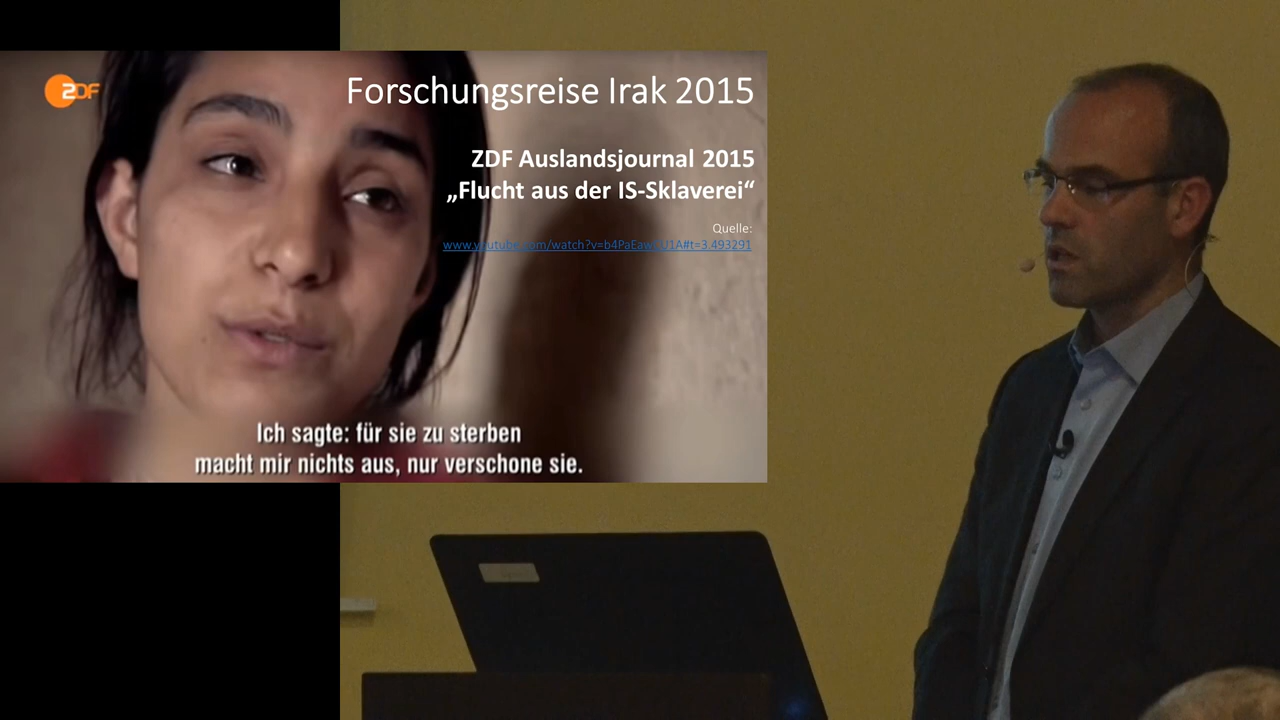 ZDF
Forschungsreise Irak 2015
ZDF Auslandsjournal 2015
„Flucht aus der IS-Sklaverei“
Quelle:
Ich sagte: für sie zu sterben
macht mir nichts aus, nur verschone sie.